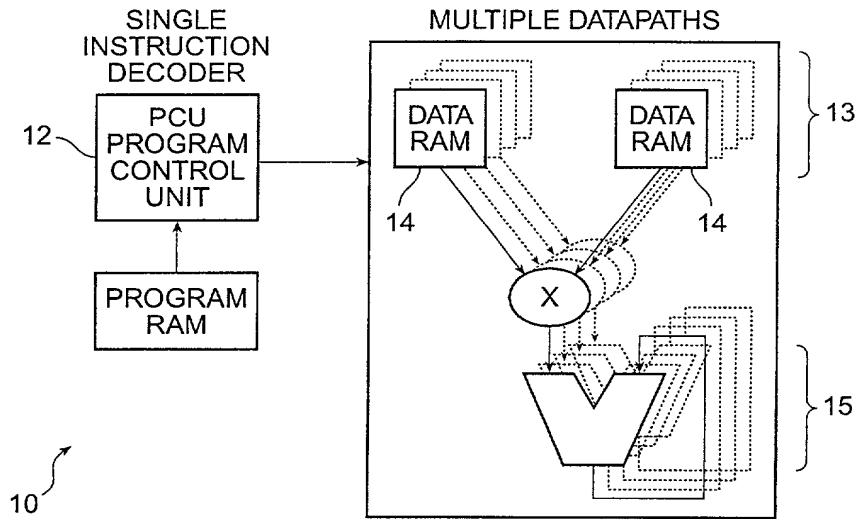 SINGLE
INSTRUCTION
DECODER
MULTIPLE DATAPATHS
12
PCU
PROGRAM
CONTROL
UNIT
PROGRAM
RAM
DATA
RAM
DATA
RAM
13
14
14
X
15
10